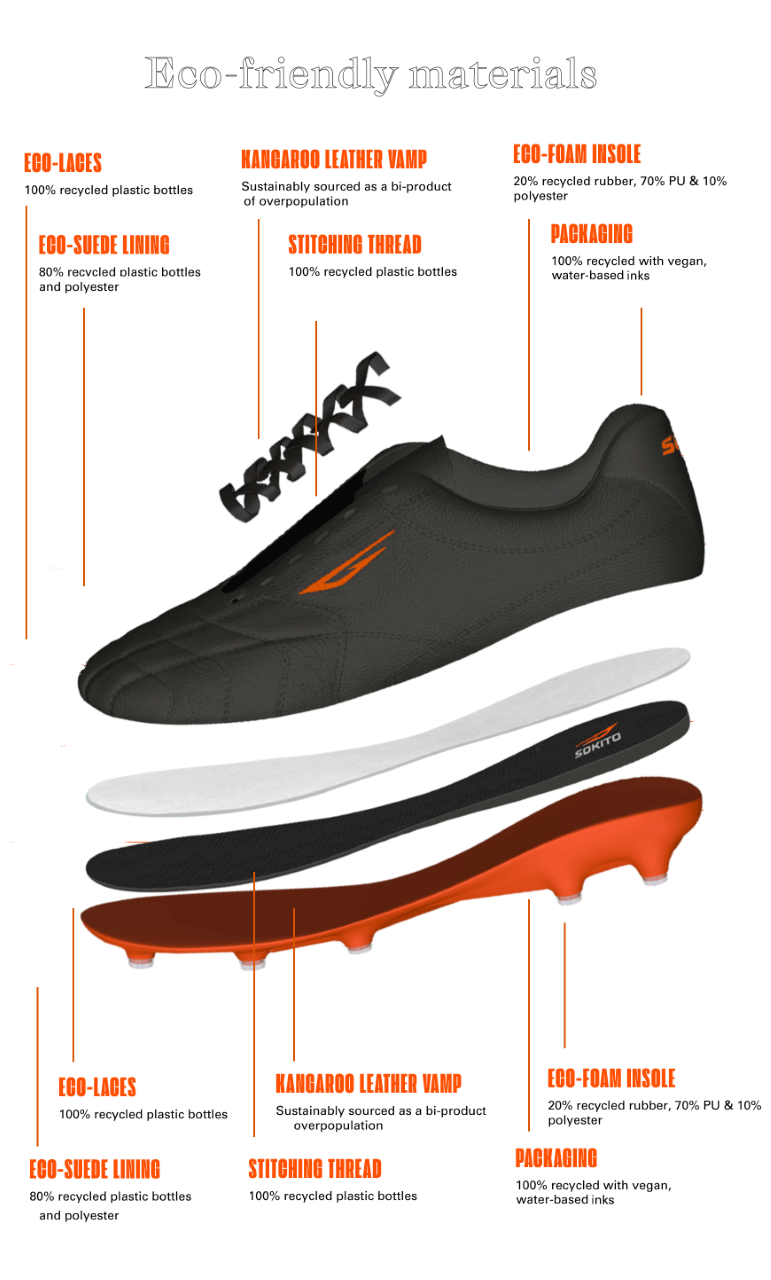 Eco-friendly materials
ECO-LACES
100% recycled plastic bottles
KANGAROO LEATHER VAMP
Sustainably sourced as a bi-product
of overpopulation
ECO-FOAM INSOLE
20% recycled rubber, 70% PU & 10%
polyester
ECO-SUEDE LINING
80% recycled plastic bottles
and polyester
STITCHING THREAD
100% recycled plastic bottles
PACKAGING
100% recycled with vegan,
water-based inks
SOKITO
ECO-LACES
100% recycled plastic bottles
KANGAROO LEATHER VAMP
Sustainably sourced as a bi-product
overpopulation
ECO-FOAM INSOLE
20% recycled rubber, 70% PU & 10%
polyester
ECO-SUEDE LINING
80% recycled plastic bottles
and polyester
STITCHING THREAD
100% recycled plastic bottles
PACKAGING
100% recycled with vegan,
water-based inks